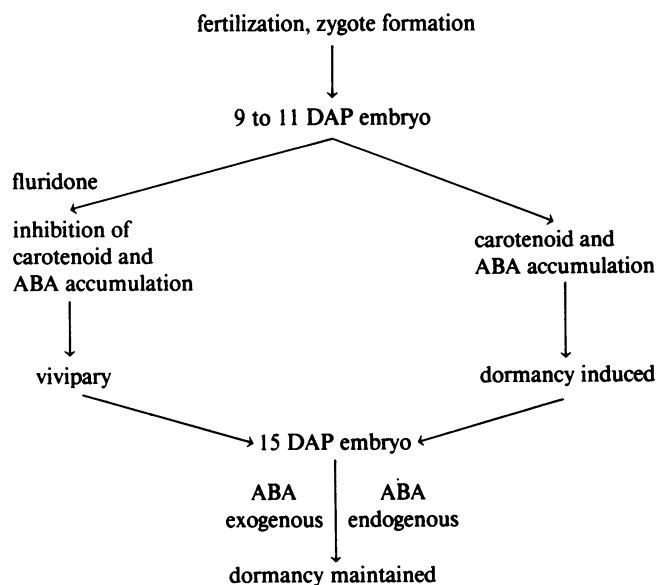 fertilization, zygote formation
9 to 11 DAP embryo
fluridone
inhibition of
carotenoid and
ABA accumulation
carotenoid and
ABA accumulation
vivipary
dormancy induced
15 DAP embryo
ABA
exogenous
ABA
endogenous
dormancy maintained